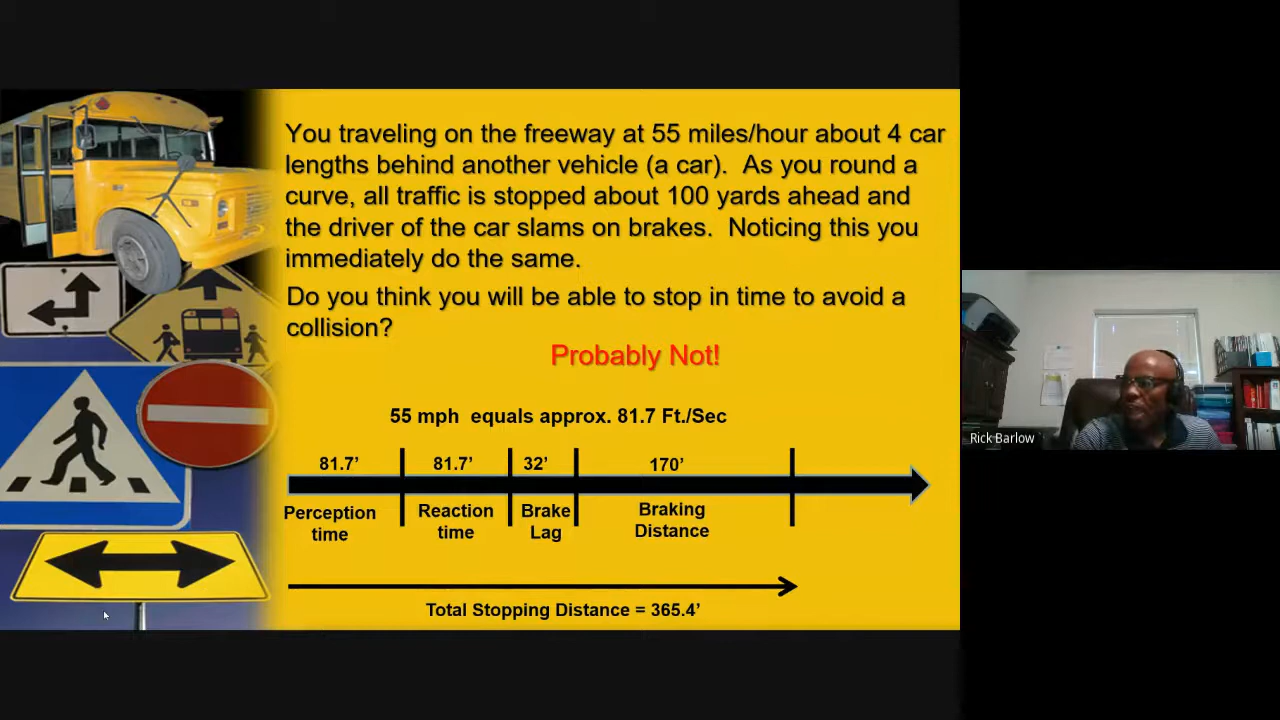 You traveling on the freeway at 55 miles/hour about 4 car
lengths behind another vehicle (a car).  As you round a
curve, all traffic is stopped about 100 yards ahead and
the driver of the car slams on brakes.  Noticing this you
immediately do the same.
Do you think you will be able to stop in time to avoid a
collision?
Probably Not!
55 mph  equals approx. 81.7 Ft./Sec
81.7’ 81.7’ 32’ 170’
Perception Reaction Brake Braking
time time Lag Distance
Total Stopping Distance = 365.4’
Rick Barlow